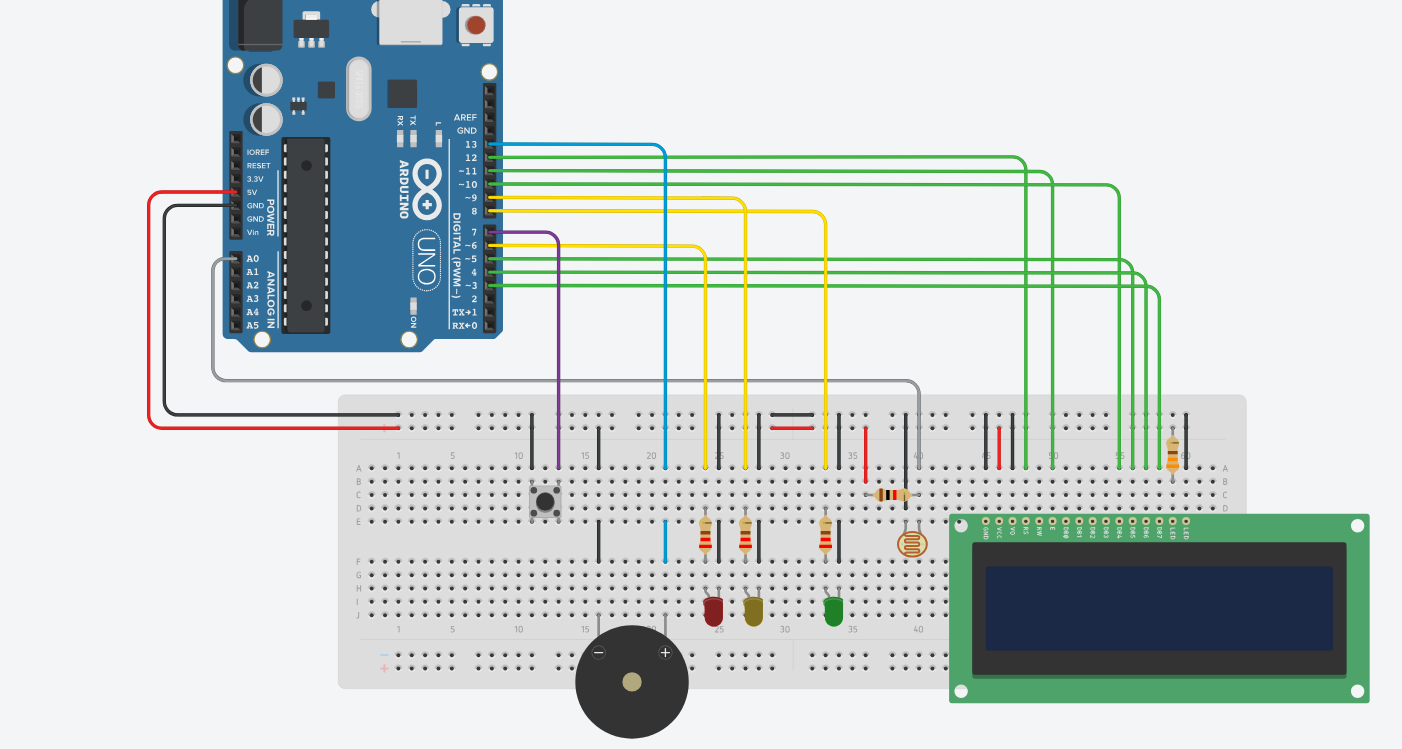 AREF
GND
13
12
~11
~10
~9
8
7
~6
~5
4
~3
2
TX→1
RX←0
IOREF
RESET
3.3V
5V
GND
GND
Vin
A0
A1
A2
A3
A4
A5
POWER
ANALOG IN
RX
TX
L
ARDUINO
UNO
ON
DIGITAL (PWM~)
1 5 10 15 20 25 30 35 40 45 50 55 60
A A
B B
C C
D D
E
F
G
H
I
J
1 5 10 15 20 25 30 35 40
GND VCC V0 RS RW E DB0 DB1 DB2 DB3 DB4 DB5 DB6 DB7 LED LED
− +
−
+